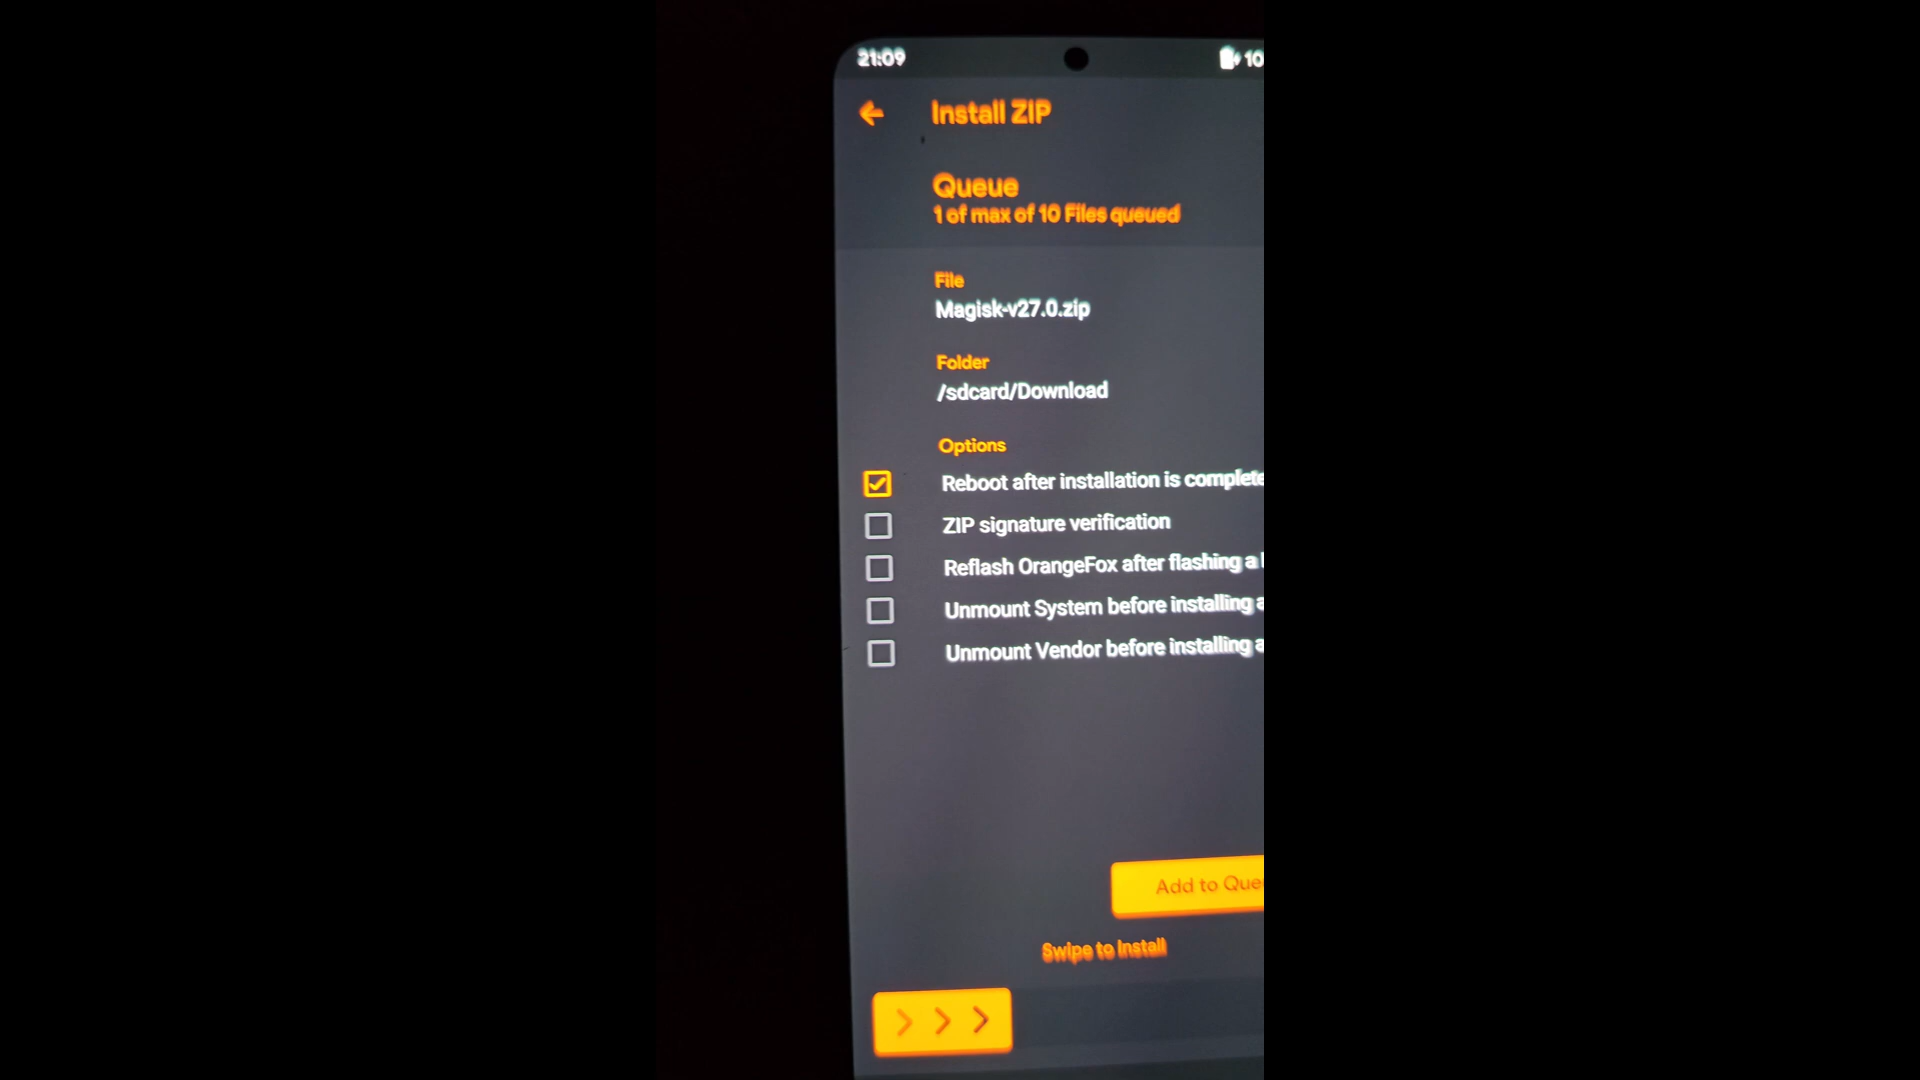 21:09
10
Install ZIP
Queue
1 of max of 10 Files queued
File
Magisk-v27.0.zip
Folder
/sdcard/Download
Options
Reboot after installation is complete
ZIP signature verification
Reflash OrangeFox after flashing a
Unmount System before installing a
Unmount Vendor before installing a
Add to Que
Swipe to Install